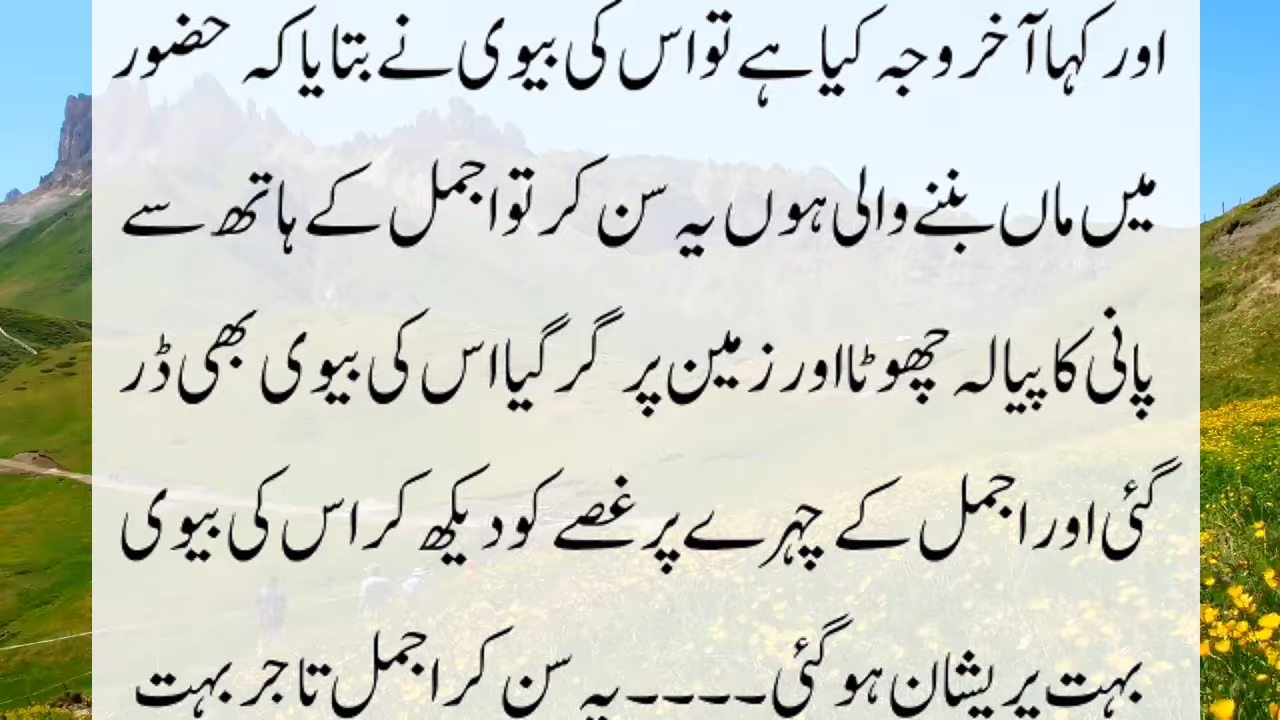 اور کہا آخر وجہ کیا ہے تو اس کی بیوی نے بتایا کہ حضور
میں ماں بننے والی ہوں یہ سن کر تو اجمل کے ہاتھ سے
پانی کا پیالہ چھوٹا اور زمین پر گر گیا اس کی بیوی بھی ڈر
گئی اور اجمل کے چہرے پر غصے کو دیکھ کر اس کی بیوی
بہت پریشان ہو گئی ۔۔۔۔ یہ سن کر اجمل تاجر بہت